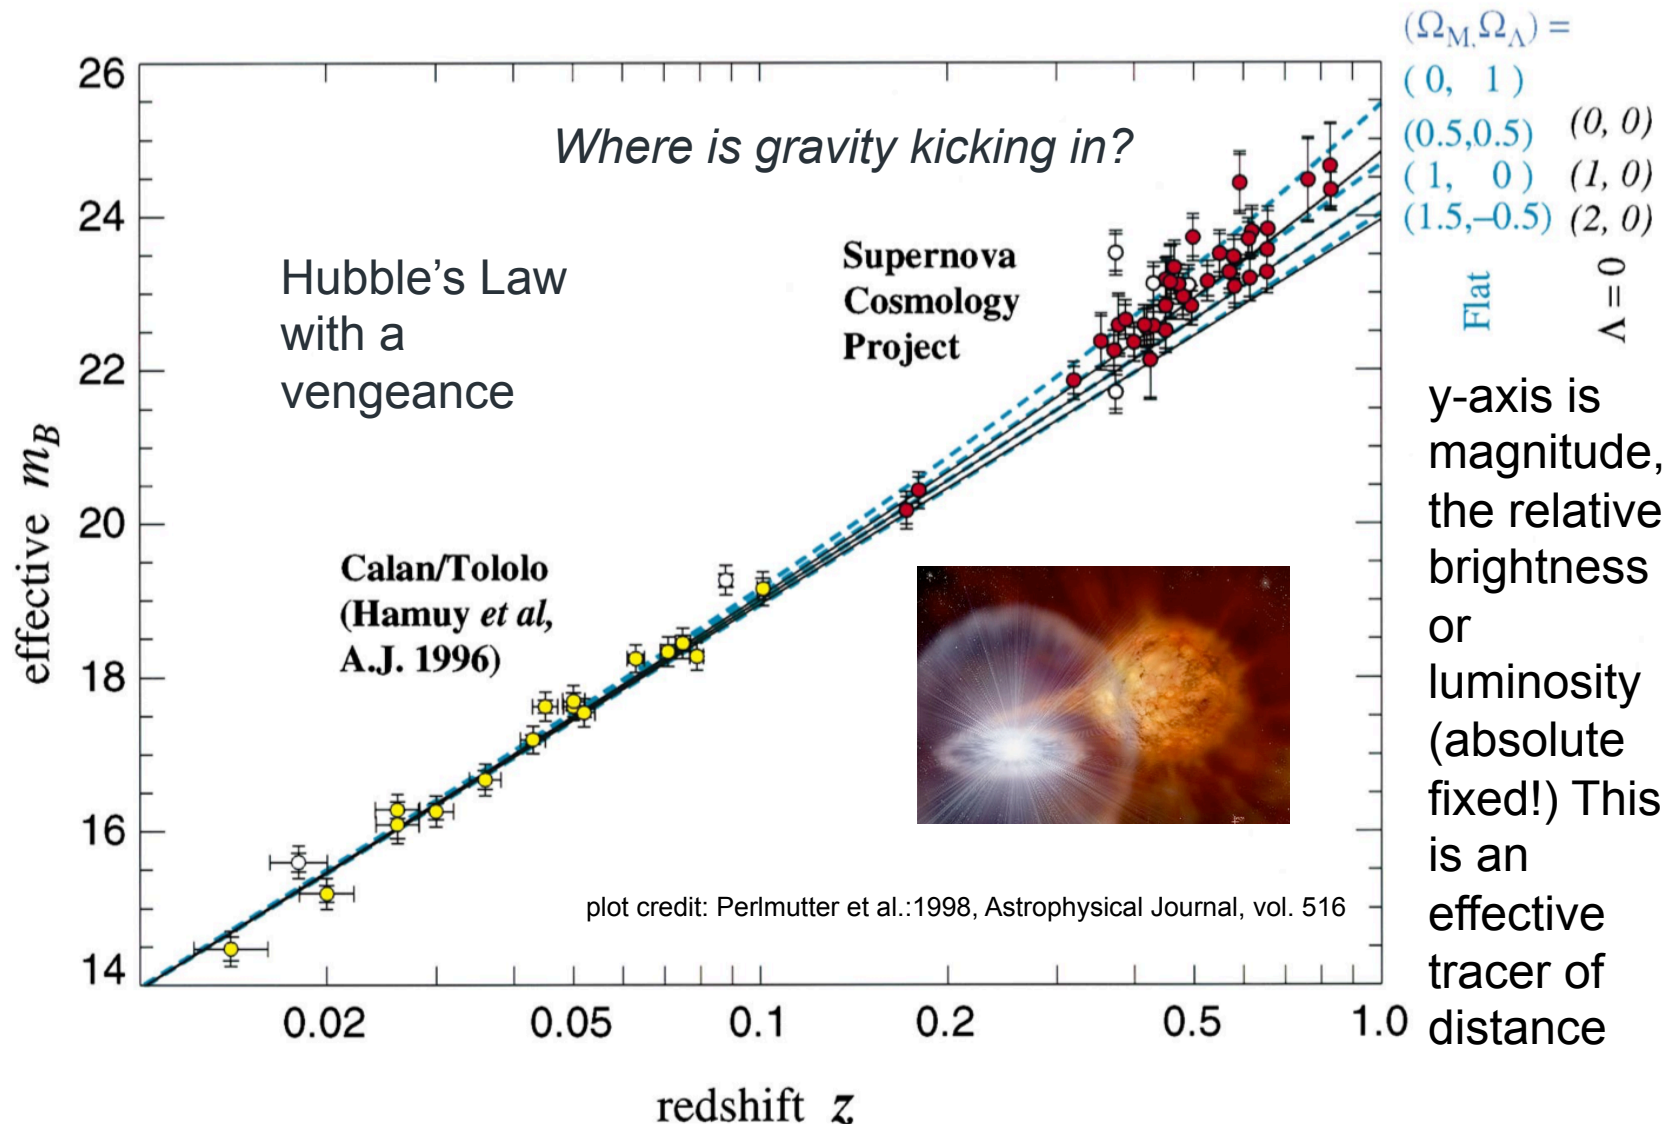 Where is gravity kicking in?
Hubble’s Law
with a
vengeance
Supernova
Cosmology
Project
Calan/Tololo
(Hamuy et al,
A.J. 1996)
plot credit: Perlmutter et al.:1998, Astrophysical Journal, vol. 516
effective mB
26
24
22
20
18
16
14
0.02 0.05 0.1 0.2 0.5 1.0
redshift z
(ΩM,ΩΛ) =
( 0, 1 )
(0.5,0.5) (0, 0)
( 1, 0 ) (1, 0)
(1.5,–0.5) (2, 0)
Flat
Λ = 0
y-axis is
magnitude,
the relative
brightness
or
luminosity
(absolute
fixed!) This
is an
effective
tracer of
distance